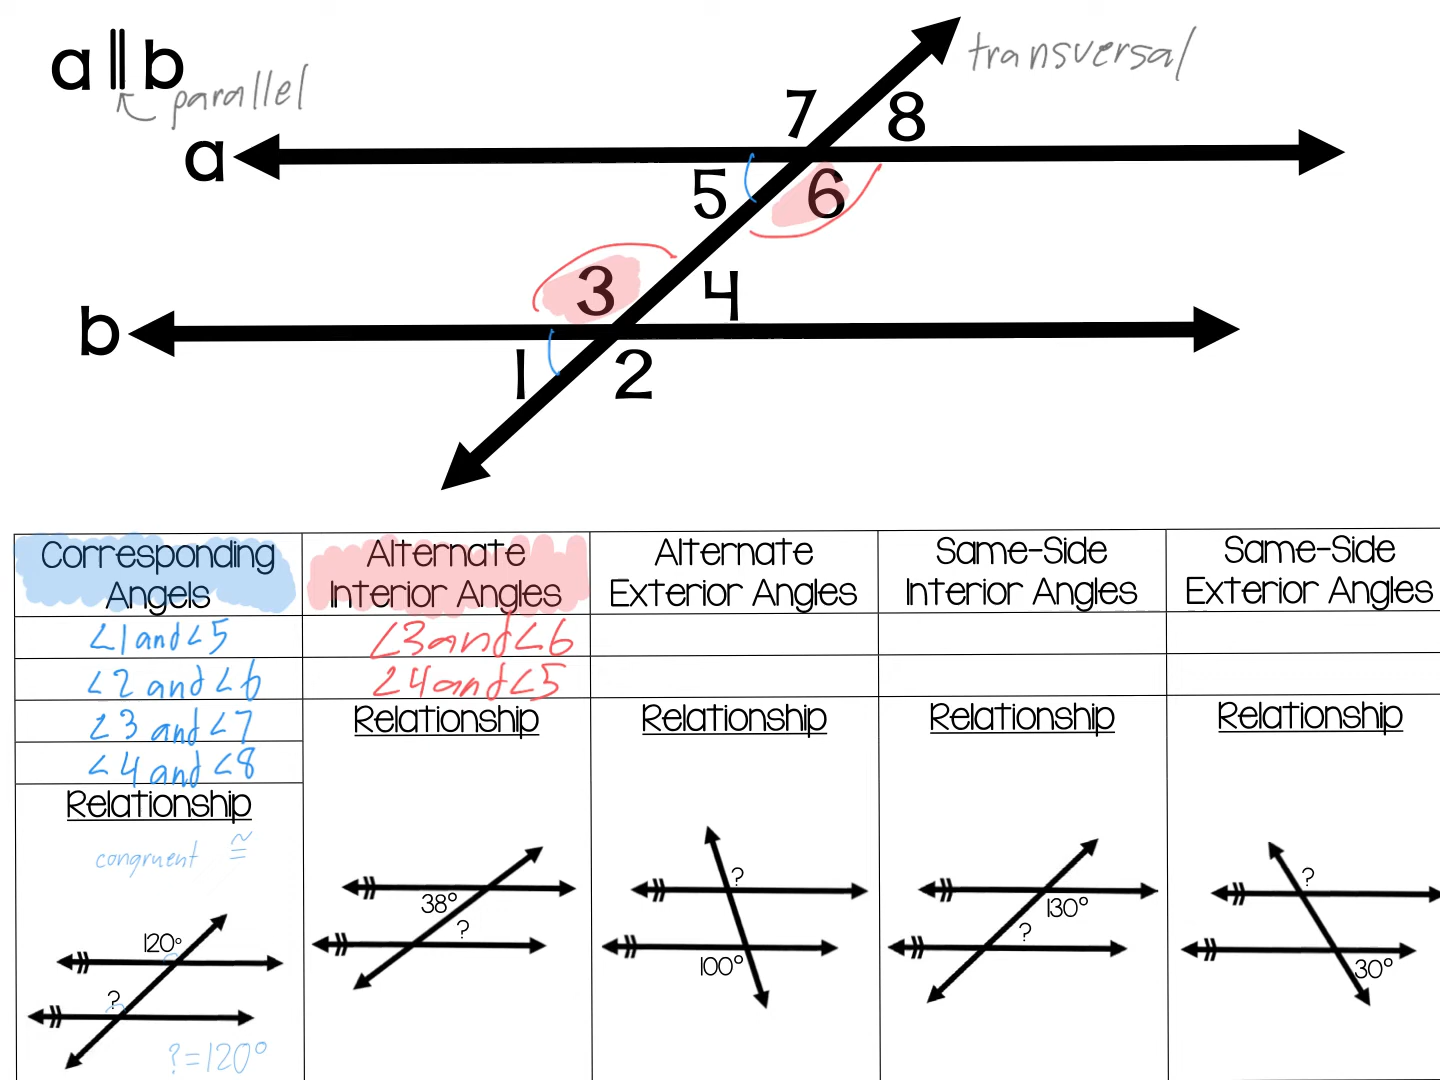 a || b
parallel
transversal
7 8
a
5 6
3 4
b
1 2
Corresponding Angels
∠1 and ∠5
∠2 and ∠6
∠3 and ∠7
∠4 and ∠8
Relationship
congruent ≅
120°
?
? = 120°
Alternate Interior Angles
∠3 and ∠6
∠4 and ∠5
Relationship
38°
?
Alternate Exterior Angles
Relationship
?
100°
Same-Side Interior Angles
Relationship
130°
?
Same-Side Exterior Angles
Relationship
?
30°